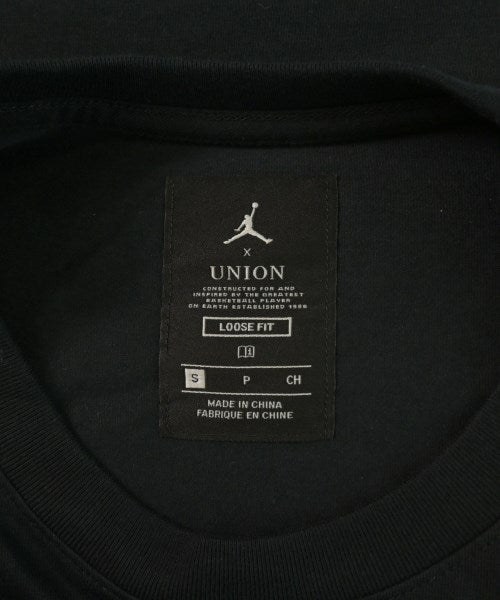 x
UNION
CONSTRUCTED FOR AND
INSPIRED BY THE GREATEST
BASKETBALL PLAYER
ON EARTH ESTABLISHED 1985
LOOSE FIT
S P CH
MADE IN CHINA
FABRIQUE EN CHINE